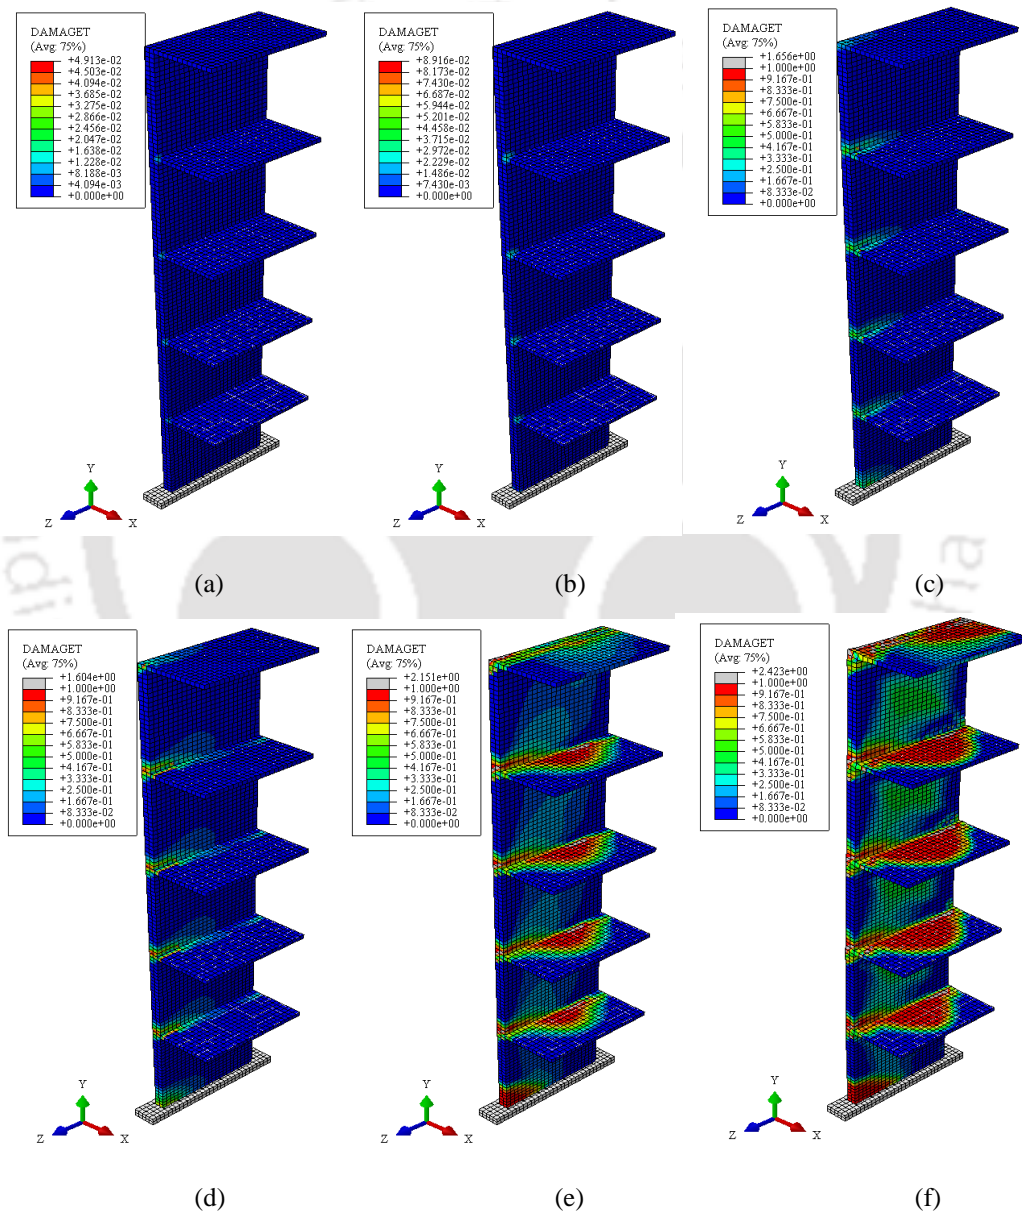 DAMAGET
(Avg: 75%)
+4.913e-02
+4.503e-02
+4.094e-02
+3.685e-02
+3.275e-02
+2.866e-02
+2.456e-02
+2.047e-02
+1.638e-02
+1.228e-02
+8.188e-03
+4.094e-03
+0.000e+00
Y
Z
X
(a)
DAMAGET
(Avg: 75%)
+8.916e-02
+8.173e-02
+7.430e-02
+6.687e-02
+5.944e-02
+5.201e-02
+4.458e-02
+3.715e-02
+2.972e-02
+2.229e-02
+1.486e-02
+7.430e-03
+0.000e+00
Y
Z
X
(b)
DAMAGET
(Avg: 75%)
+1.656e+00
+1.000e+00
+9.167e-01
+8.333e-01
+7.500e-01
+6.667e-01
+5.833e-01
+5.000e-01
+4.167e-01
+3.333e-01
+2.500e-01
+1.667e-01
+8.333e-02
+0.000e+00
Y
Z
X
(c)
DAMAGET
(Avg: 75%)
+1.604e+00
+1.000e+00
+9.167e-01
+8.333e-01
+7.500e-01
+6.667e-01
+5.833e-01
+5.000e-01
+4.167e-01
+3.333e-01
+2.500e-01
+1.667e-01
+8.333e-02
+0.000e+00
Y
Z
X
(d)
DAMAGET
(Avg: 75%)
+2.151e+00
+1.000e+00
+9.167e-01
+8.333e-01
+7.500e-01
+6.667e-01
+5.833e-01
+5.000e-01
+4.167e-01
+3.333e-01
+2.500e-01
+1.667e-01
+8.333e-02
+0.000e+00
Y
Z
X
(e)
DAMAGET
(Avg: 75%)
+2.423e+00
+1.000e+00
+9.167e-01
+8.333e-01
+7.500e-01
+6.667e-01
+5.833e-01
+5.000e-01
+4.167e-01
+3.333e-01
+2.500e-01
+1.667e-01
+8.333e-02
+0.000e+00
Y
Z
X
(f)